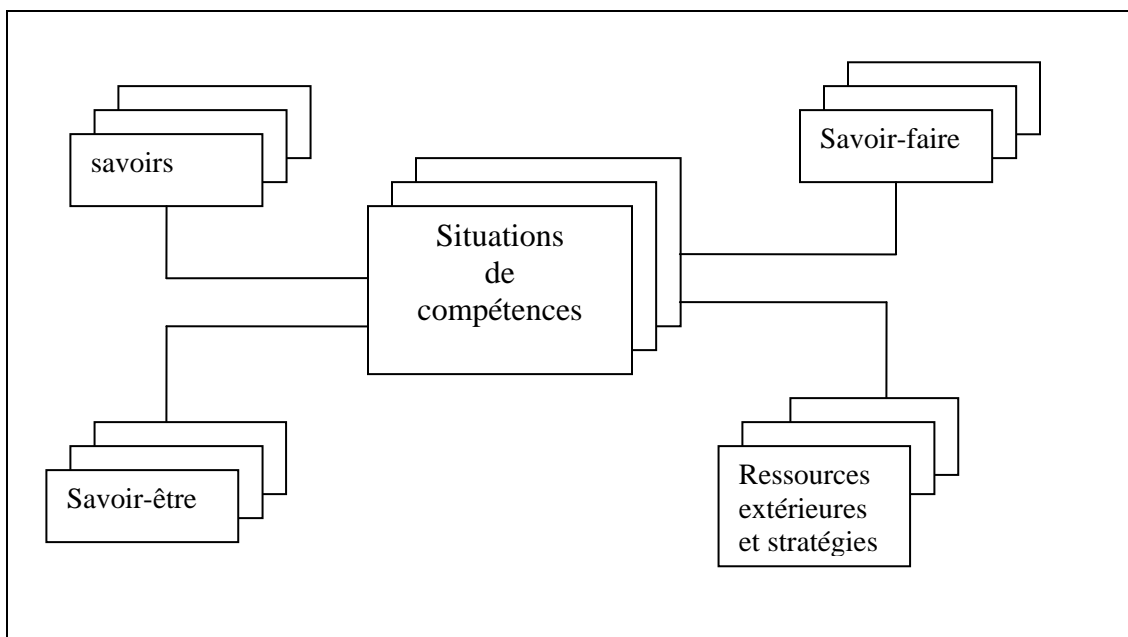 savoirs
Savoir-faire
Situations
de
compétences
Savoir-être
Ressources
extérieures
et stratégies